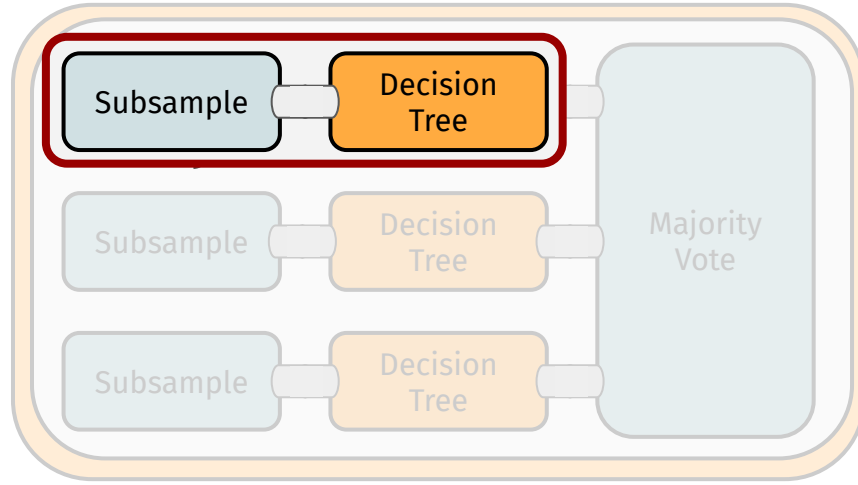 Subsample
Decision
Tree
Subsample
Decision
Tree
Majority
Vote
Subsample
Decision
Tree